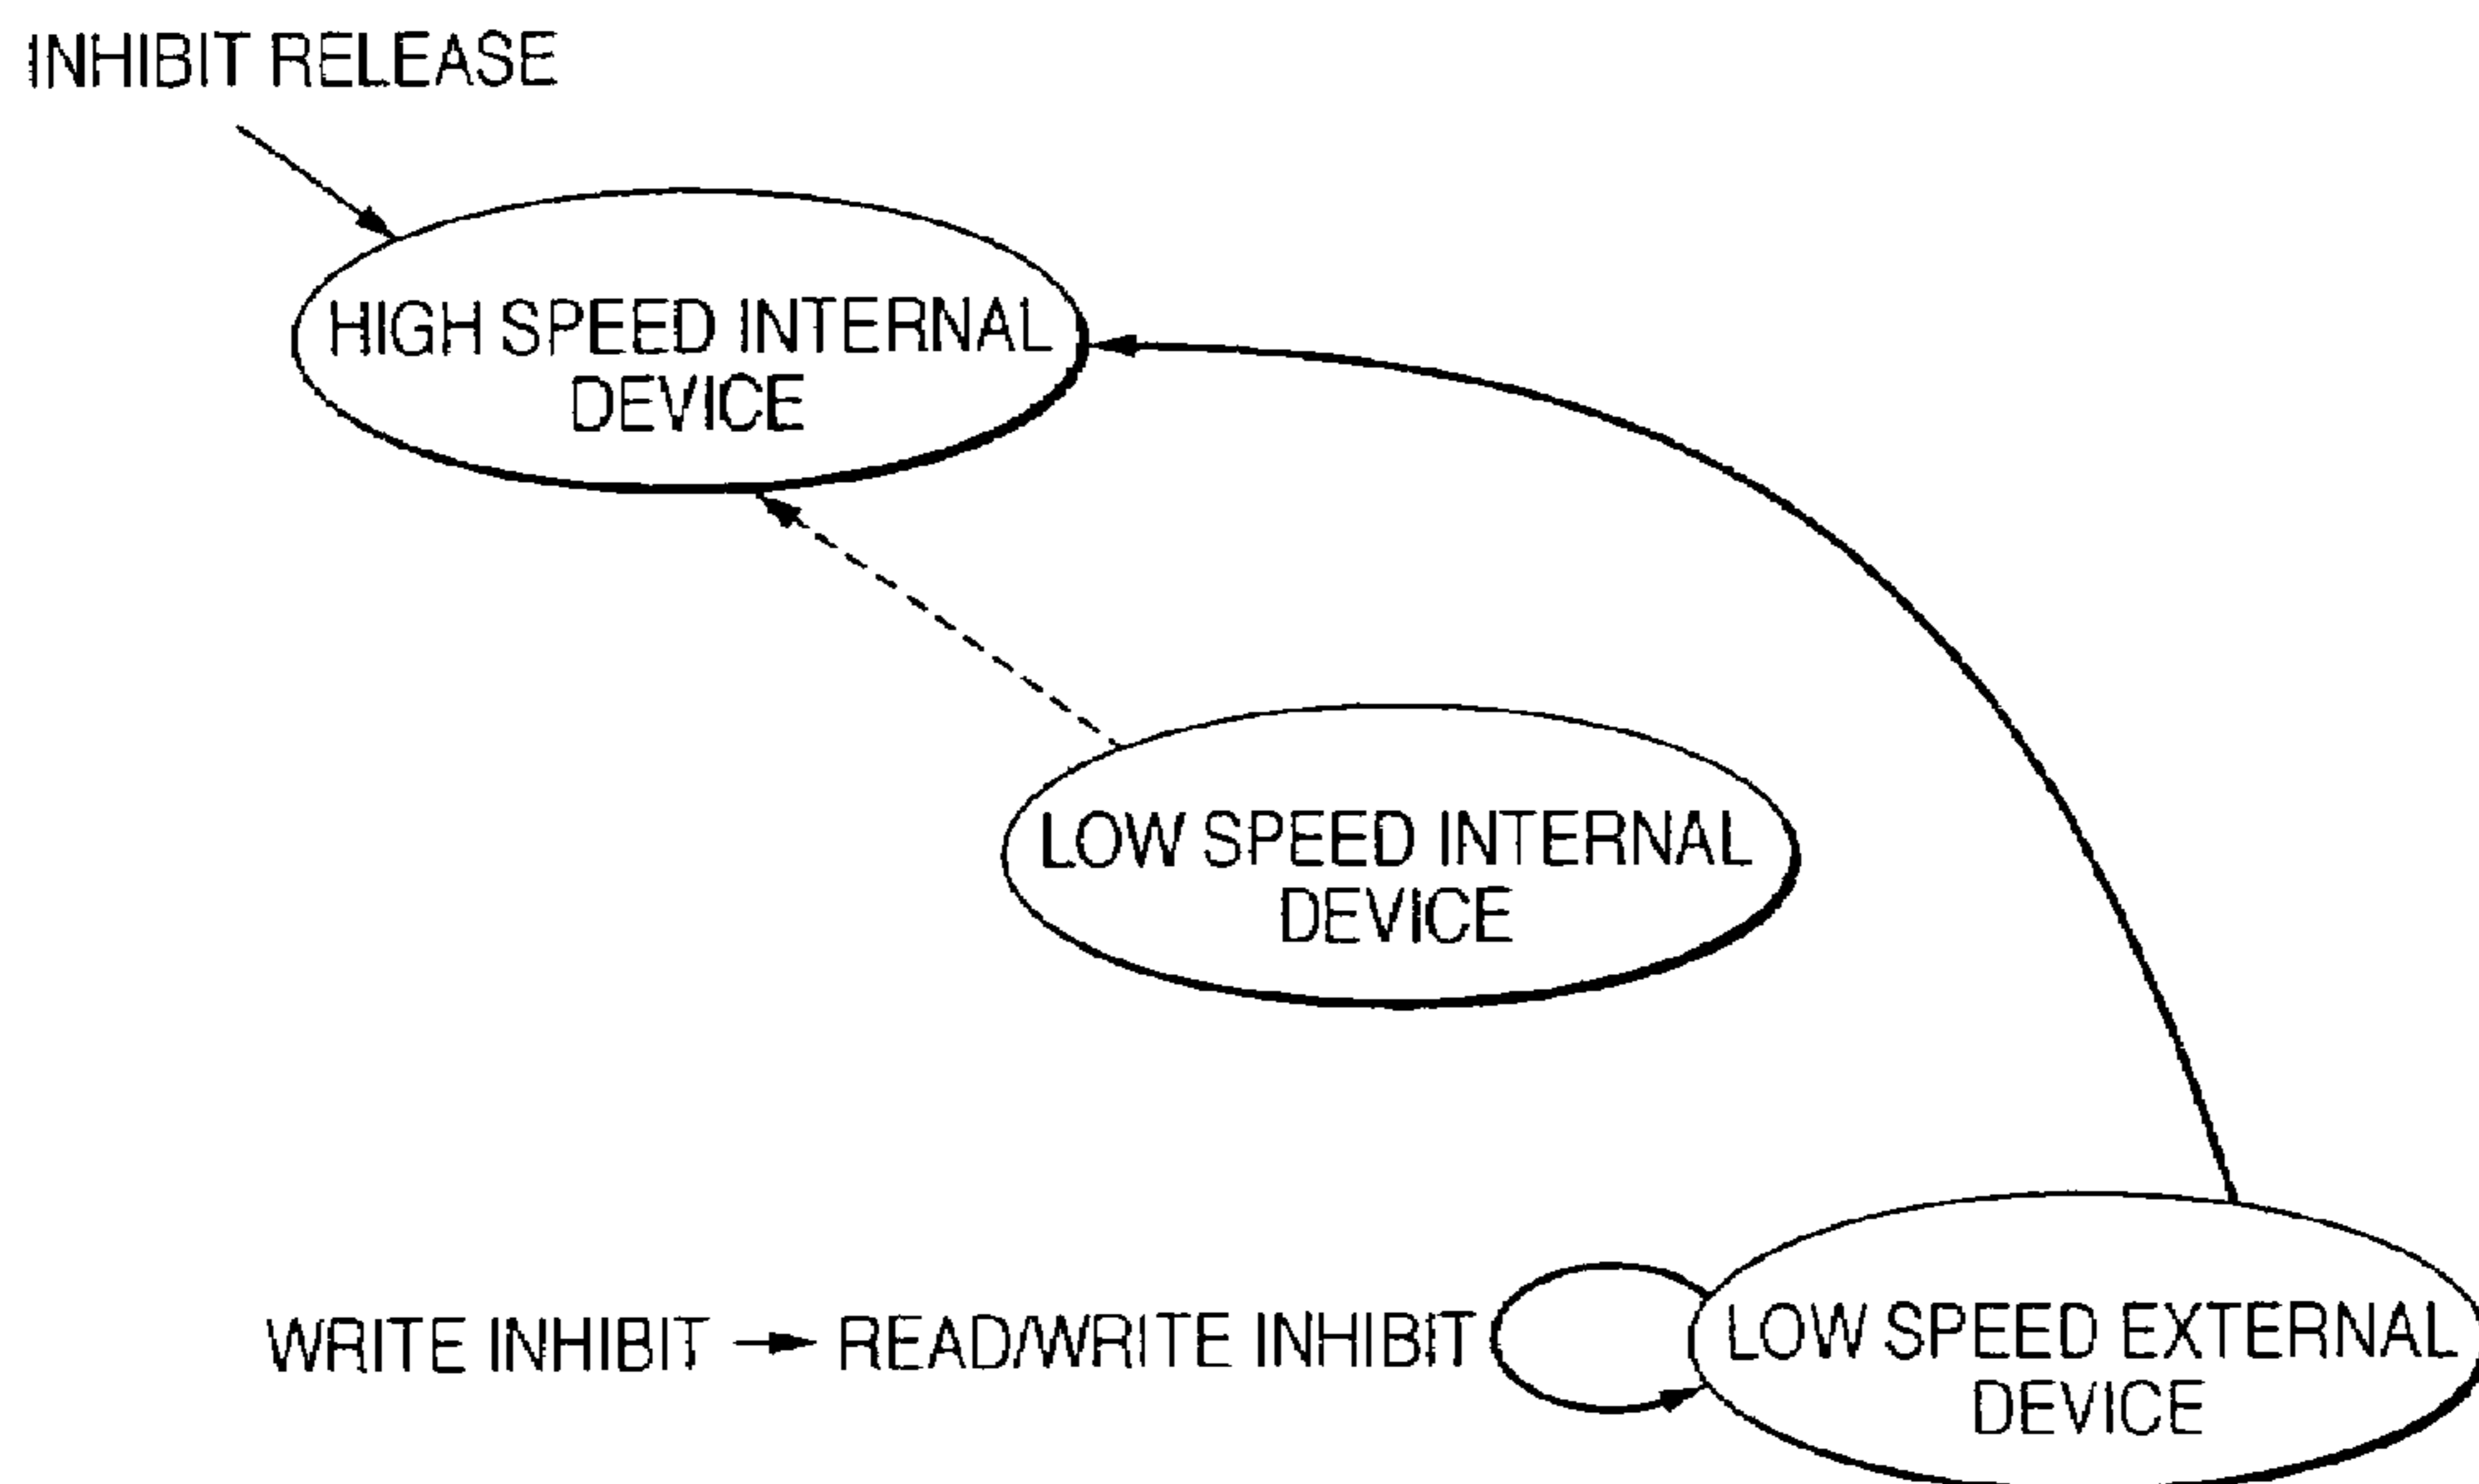 INHIBIT RELEASE
HIGH SPEED INTERNAL
DEVICE
LOW SPEED INTERNAL
DEVICE
WRITE INHIBIT → READ/WRITE INHIBIT
LOW SPEED EXTERNAL
DEVICE